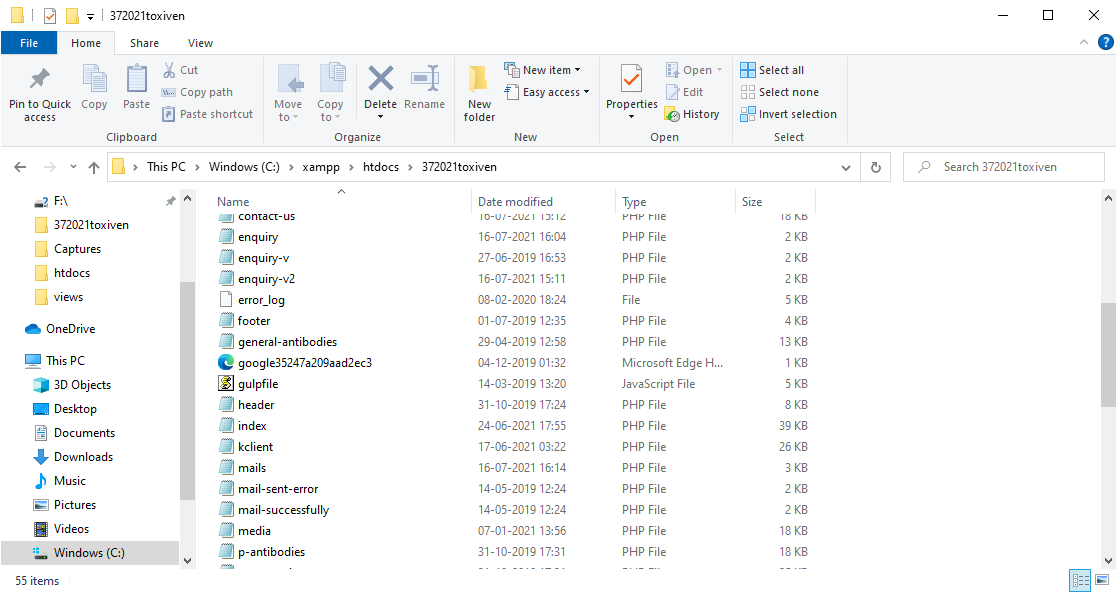 372021toxiven
File Home Share View
Pin to Quick access
Copy
Paste
Cut
Copy path
Paste shortcut
Move to
Copy to
Delete
Rename
New folder
New item
Easy access
Properties
Open
Edit
History
Select all
Select none
Invert selection
Clipboard Organize New Open Select
This PC > Windows (C:) > xampp > htdocs > 372021toxiven
Search 372021toxiven
F:\
372021toxiven
Captures
htdocs
views
OneDrive
This PC
3D Objects
Desktop
Documents
Downloads
Music
Pictures
Videos
Windows (C:)
Name Date modified Type Size
contact-us 16-07-2021 15:12 PHP File 18 KB
enquiry 16-07-2021 16:04 PHP File 2 KB
enquiry-v 27-06-2019 16:53 PHP File 2 KB
enquiry-v2 16-07-2021 15:11 PHP File 2 KB
error_log 08-02-2020 18:24 File 5 KB
footer 01-07-2019 12:35 PHP File 4 KB
general-antibodies 29-04-2019 12:58 PHP File 13 KB
google35247a209aad2ec3 04-12-2019 01:32 Microsoft Edge H... 1 KB
gulpfile 14-03-2019 13:20 JavaScript File 5 KB
header 31-10-2019 17:24 PHP File 8 KB
index 24-06-2021 17:55 PHP File 39 KB
kclient 17-06-2021 03:22 PHP File 26 KB
mails 16-07-2021 16:14 PHP File 3 KB
mail-sent-error 14-05-2019 12:24 PHP File 2 KB
mail-successfully 14-05-2019 12:24 PHP File 2 KB
media 07-01-2021 13:56 PHP File 18 KB
p-antibodies 31-10-2019 17:31 PHP File 18 KB
55 items